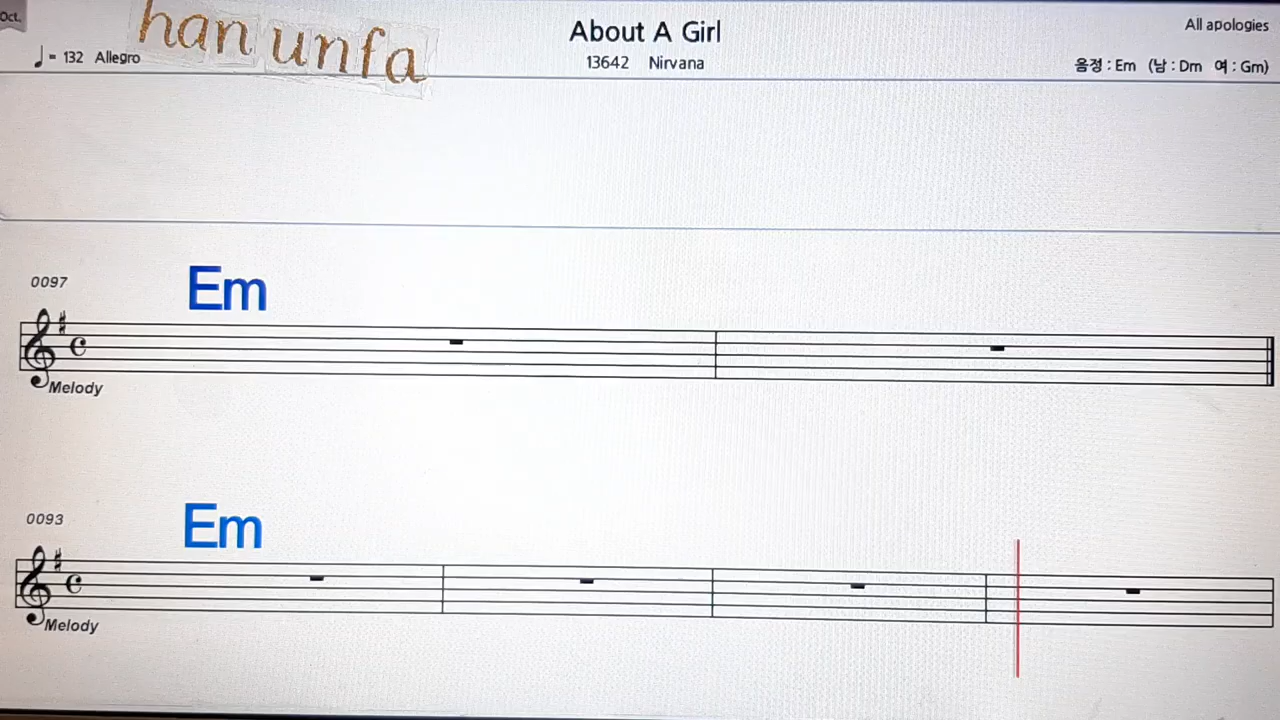 Oct.
han unfa
About A Girl
All apologies
♩= 132 Allegro
13642 Nirvana
음정 : Em (남 : Dm 여 : Gm)
0097
Em
Melody
0093
Em
Melody